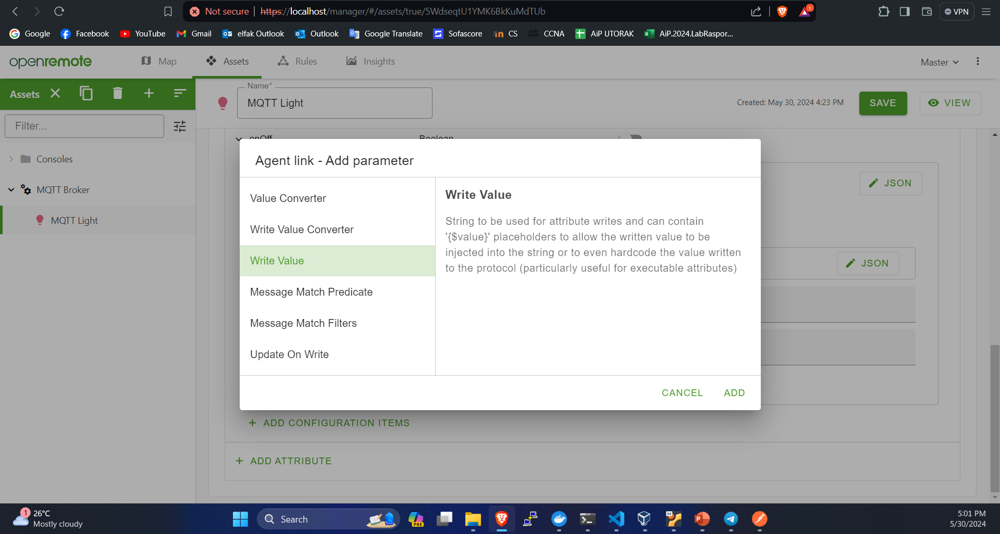 Not secure https://localhost/manager/#/assets/true/5WdseqtU1YMK6BkKuMdTUb 1 VPN
Google Facebook YouTube Gmail elfak Outlook Outlook Google Translate Sofascore CS CCNA AiP UTORAK AiP.2024.LabRaspor...
openremote Map Assets Rules Insights Master
Assets
Name*
MQTT Light
Created: May 30, 2024 4:23 PM SAVE VIEW
Filter...
Consoles
MQTT Broker
MQTT Light
onOff Boolean
Agent link - Add parameter
JSON
Value Converter
Write Value Converter
Write Value
Message Match Predicate
Message Match Filters
Update On Write
Write Value
String to be used for attribute writes and can contain
'{$value}' placeholders to allow the written value to be
injected into the string or to even hardcode the value written
to the protocol (particularly useful for executable attributes)
JSON
CANCEL ADD
+ ADD CONFIGURATION ITEMS
+ ADD ATTRIBUTE
1
26°C
Mostly cloudy
Search
PRE
64
P
5:01 PM
5/30/2024